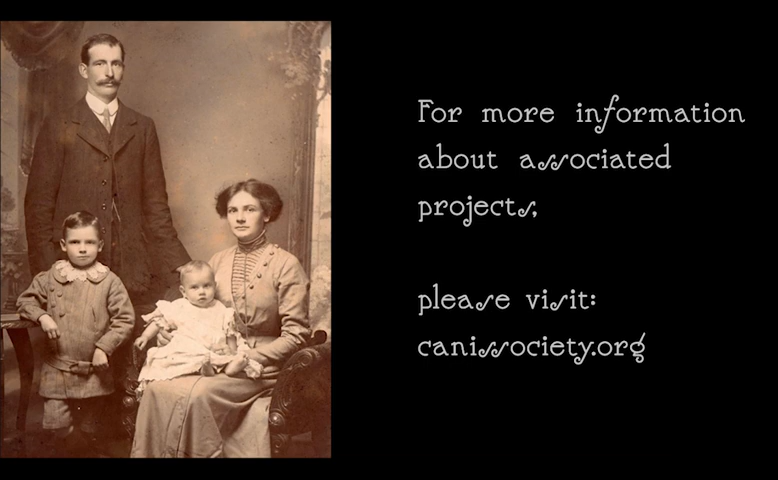 For more information
about associated
projects,
please visit:
canissociety.org